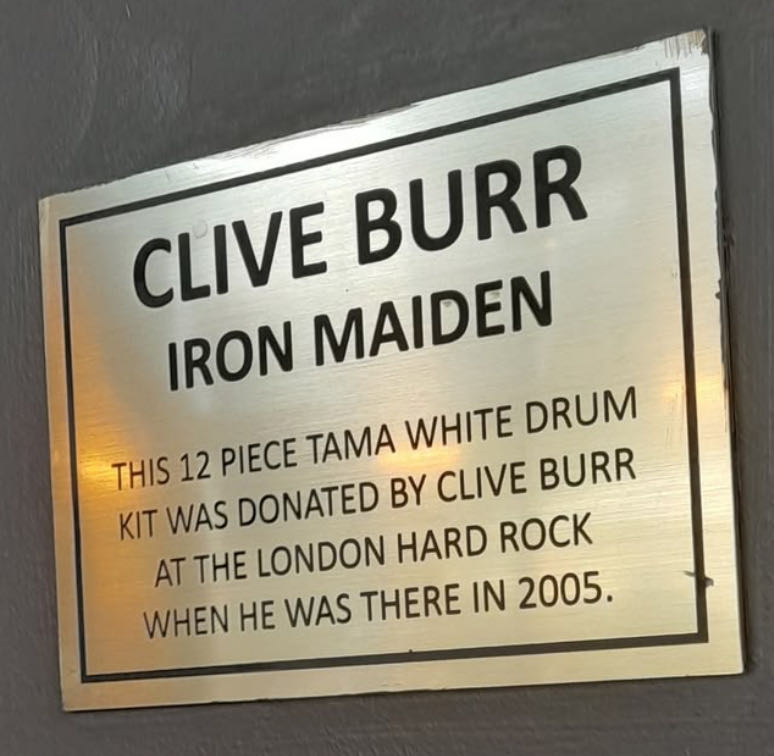 CLIVE BURR
IRON MAIDEN
THIS 12 PIECE TAMA WHITE DRUM
KIT WAS DONATED BY CLIVE BURR
AT THE LONDON HARD ROCK
WHEN HE WAS THERE IN 2005.